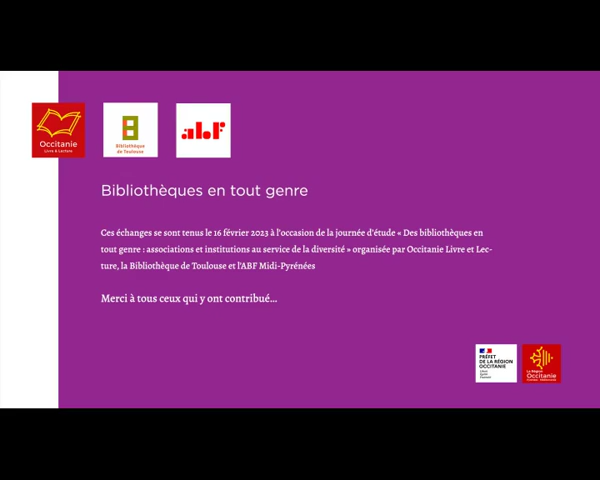 Occitanie
Livre & Lecture
Bibliothèque
de Toulouse
abf
Bibliothèques en tout genre
Ces échanges se sont tenus le 16 février 2023 à l'occasion de la journée d'étude « Des bibliothèques en
tout genre : associations et institutions au service de la diversité » organisée par Occitanie Livre et Lec-
ture, la Bibliothèque de Toulouse et l'ABF Midi-Pyrénées
Merci à tous ceux qui y ont contribué...
PRÉFET
DE LA RÉGION
OCCITANIE
La Région
Occitanie